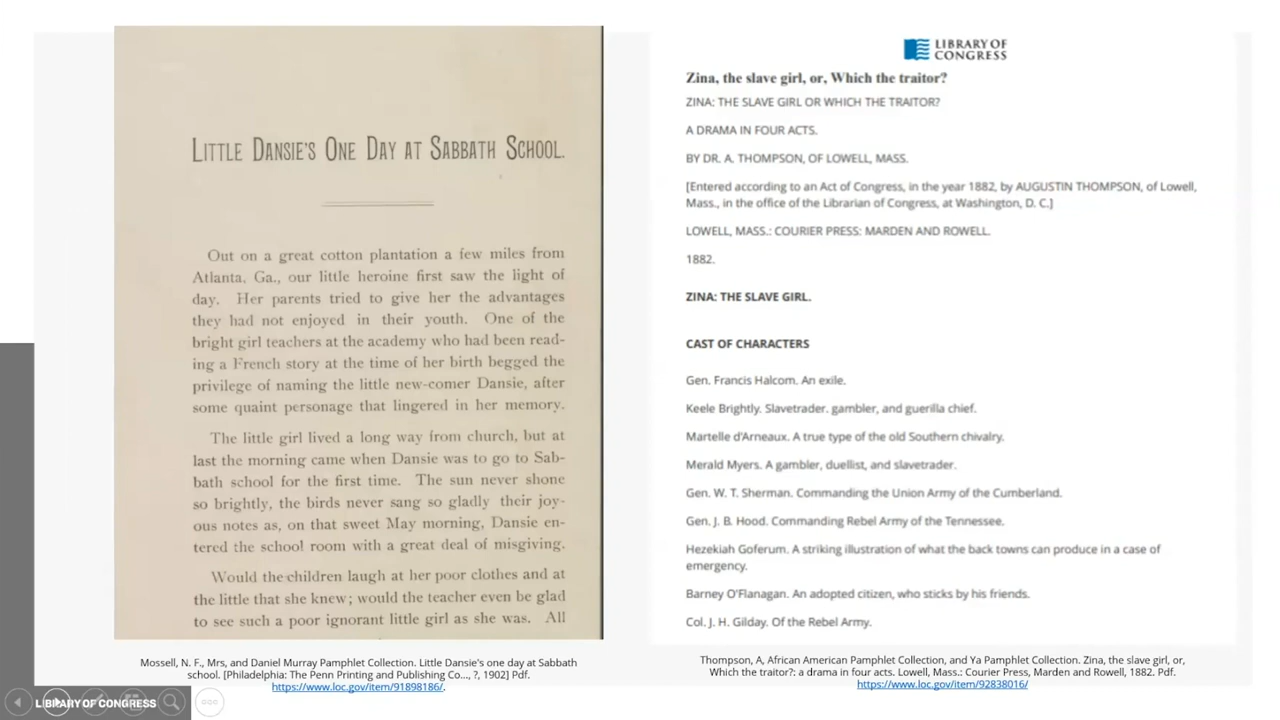 LITTLE DANSIE'S ONE DAY AT SABBATH SCHOOL.
Out on a great cotton plantation a few miles from
Atlanta, Ga., our little heroine first saw the light of
day. Her parents tried to give her the advantages
they had not enjoyed in their youth. One of the
bright girl teachers at the academy who had been read-
ing a French story at the time of her birth begged the
privilege of naming the little new-comer Dansie, after
some quaint personage that lingered in her memory.
The little girl lived a long way from church, but at
last the morning came when Dansie was to go to Sab-
bath school for the first time. The sun never shone
so brightly, the birds never sang so gladly their joy-
ous notes as, on that sweet May morning, Dansie en-
tered the school room with a great deal of misgiving.
Would the children laugh at her poor clothes and at
the little that she knew; would the teacher even be glad
to see such a poor ignorant little girl as she was. All
Mossell, N. F., Mrs, and Daniel Murray Pamphlet Collection. Little Dansie's one day at Sabbath
school. [Philadelphia: The Penn Printing and Publishing Co..., ?, 1902] Pdf.
https://www.loc.gov/item/91898186/.
LIBRARY OF
CONGRESS
Zina, the slave girl, or, Which the traitor?
ZINA: THE SLAVE GIRL OR WHICH THE TRAITOR?
A DRAMA IN FOUR ACTS.
BY DR. A. THOMPSON, OF LOWELL, MASS.
[Entered according to an Act of Congress, in the year 1882, by AUGUSTIN THOMPSON, of Lowell,
Mass., in the office of the Librarian of Congress, at Washington, D. C.]
LOWELL, MASS.: COURIER PRESS: MARDEN AND ROWELL.
1882.
ZINA: THE SLAVE GIRL.
CAST OF CHARACTERS
Gen. Francis Halcom. An exile.
Keele Brightly. Slavetrader. gambler, and guerilla chief.
Martelle d'Arneaux. A true type of the old Southern chivalry.
Merald Myers. A gambler, duellist, and slavetrader.
Gen. W. T. Sherman. Commanding the Union Army of the Cumberland.
Gen. J. B. Hood. Commanding Rebel Army of the Tennessee.
Hezekiah Goferum. A striking illustration of what the back towns can produce in a case of
emergency.
Barney O'Flanagan. An adopted citizen, who sticks by his friends.
Col. J. H. Gilday. Of the Rebel Army.
Thompson, A, African American Pamphlet Collection, and Ya Pamphlet Collection. Zina, the slave girl, or,
Which the traitor?: a drama in four acts. Lowell, Mass.: Courier Press, Marden and Rowell, 1882. Pdf.
https://www.loc.gov/item/92838016/
LIBRARY OF CONGRESS